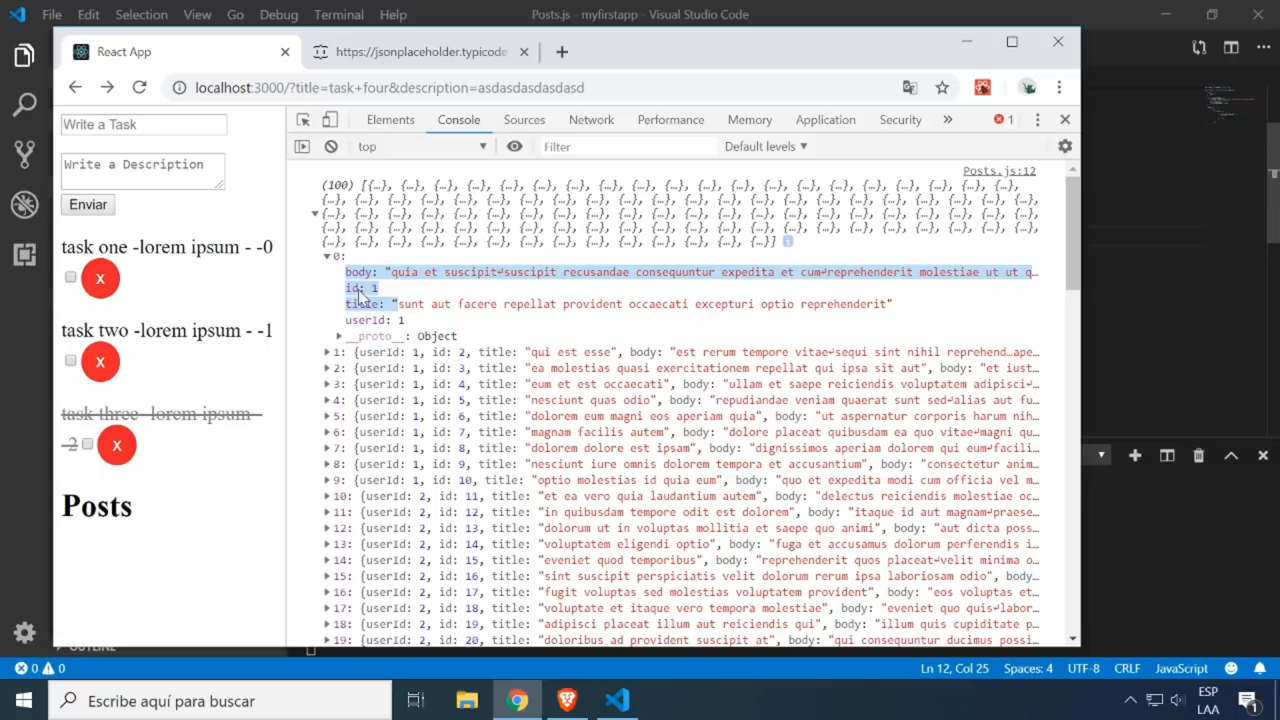 File Edit Selection View Go Debug Terminal Help Posts.js - myfirstapp - Visual Studio Code
React App https://jsonplaceholder.typicode
localhost:3000/?title=task+four&description=asdasdasdasdasd
Write a Task
Write a Description
Enviar
task one -lorem ipsum - -0
X
task two -lorem ipsum - -1
X
task three -lorem ipsum -
-2 X
Posts
Elements Console Sources Network Performance Memory Application Security » 1
top Filter Default levels
Posts.js:12
(100) [{…}, {…}, {…}, {…}, {…}, {…}, {…}, {…}, {…}, {…}, {…}, {…}, {…}, {…}, {…}, {…}, {…}, {…}, {…}, {…},
{…}, {…}, {…}, {…}, {…}, {…}, {…}, {…}, {…}, {…}, {…}, {…}, {…}, {…}, {…}, {…}, {…}, {…}, {…}, {…}, {…}, {…},
{…}, {…}, {…}, {…}, {…}, {…}, {…}, {…}, {…}, {…}, {…}, {…}, {…}, {…}, {…}, {…}, {…}, {…}, {…}, {…}, {…}, {…},
{…}, {…}, {…}, {…}, {…}, {…}, {…}, {…}, {…}, {…}, {…}, {…}, {…}, {…}, {…}, {…}, {…}, {…}, {…}, {…}, {…}, {…},
{…}, {…}, {…}, {…}, {…}, {…}, {…}, {…}, {…}, {…}, {…}, {…}, {…}, {…}] i
0:
body: "quia et suscipit↵suscipit recusandae consequuntur expedita et cum↵reprehenderit molestiae ut ut q…
id: 1
title: "sunt aut facere repellat provident occaecati excepturi optio reprehenderit"
userId: 1
__proto__: Object
1: {userId: 1, id: 2, title: "qui est esse", body: "est rerum tempore vitae↵sequi sint nihil reprehend…ape…
2: {userId: 1, id: 3, title: "ea molestias quasi exercitationem repellat qui ipsa sit aut", body: "et iust…
3: {userId: 1, id: 4, title: "eum et est occaecati", body: "ullam et saepe reiciendis voluptatem adipisci↵…
4: {userId: 1, id: 5, title: "nesciunt quas odio", body: "repudiandae veniam quaerat sunt sed↵alias aut fu…
5: {userId: 1, id: 6, title: "dolorem eum magni eos aperiam quia", body: "ut aspernatur corporis harum nih…
6: {userId: 1, id: 7, title: "magnam facilis autem", body: "dolore placeat quibusdam ea quo vitae↵magni qu…
7: {userId: 1, id: 8, title: "dolorem dolore est ipsam", body: "dignissimos aperiam dolorem qui eum↵facili…
8: {userId: 1, id: 9, title: "nesciunt iure omnis dolorem tempora et accusantium", body: "consectetur anim…
9: {userId: 1, id: 10, title: "optio molestias id quia eum", body: "quo et expedita modi cum officia vel m…
10: {userId: 2, id: 11, title: "et ea vero quia laudantium autem", body: "delectus reiciendis molestiae oc…
11: {userId: 2, id: 12, title: "in quibusdam tempore odit est dolorem", body: "itaque id aut magnam↵praese…
12: {userId: 2, id: 13, title: "dolorum ut in voluptas mollitia et saepe quo animi", body: "aut dicta poss…
13: {userId: 2, id: 14, title: "voluptatem eligendi optio", body: "fuga et accusamus dolorum perferendis i…
14: {userId: 2, id: 15, title: "eveniet quod temporibus", body: "reprehenderit quos placeat↵velit minima o…
15: {userId: 2, id: 16, title: "sint suscipit perspiciatis velit dolorum rerum ipsa laboriosam odio", body…
16: {userId: 2, id: 17, title: "fugit voluptas sed molestias voluptatem provident", body: "eos voluptas et…
17: {userId: 2, id: 18, title: "voluptate et itaque vero tempora molestiae", body: "eveniet quo quis↵labor…
18: {userId: 2, id: 19, title: "adipisci placeat illum aut reiciendis qui", body: "illum quis cupiditate p…
19: {userId: 2, id: 20, title: "doloribus ad provident suscipit at", body: "qui consequuntur ducimus possi…
OUTLINE
0 0 Ln 12, Col 25 Spaces: 4 UTF-8 CRLF JavaScript
Escribe aquí para buscar ESP
LAA 1